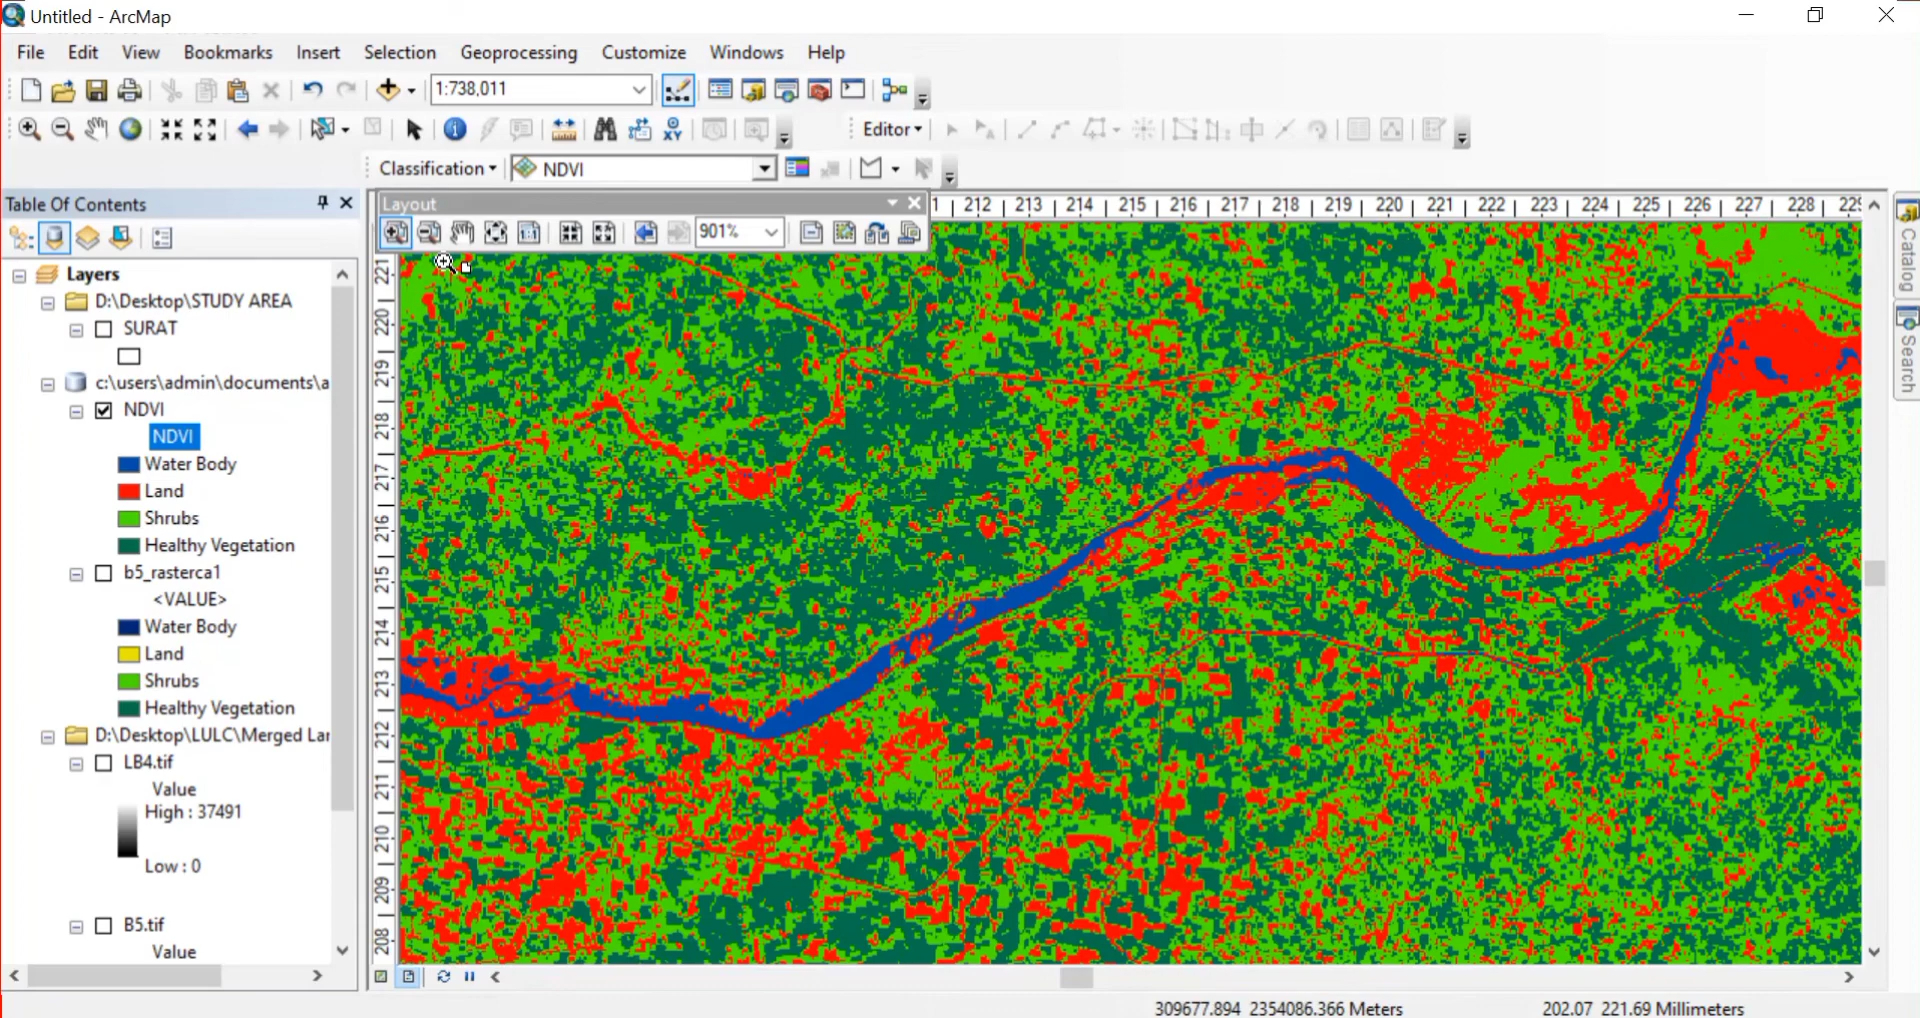 Untitled - ArcMap
File Edit View Bookmarks Insert Selection Geoprocessing Customize Windows Help
1:738,011
Editor
Classification NDVI
Table Of Contents
Layout
901%
1 212 213 214 215 216 217 218 219 220 221 222 223 224 225 226 227 228
Layers
D:\Desktop\STUDY AREA
SURAT
c:\users\admin\documents\a
NDVI
NDVI
Water Body
Land
Shrubs
Healthy Vegetation
b5_rasterca1
<VALUE>
Water Body
Land
Shrubs
Healthy Vegetation
D:\Desktop\LULC\Merged Lar
LB4.tif
Value
High : 37491
Low : 0
B5.tif
Value
221
220
219
218
217
216
215
214
213
212
211
210
209
208
Catalog
Search
309677.894 2354086.366 Meters
202.07 221.69 Millimeters